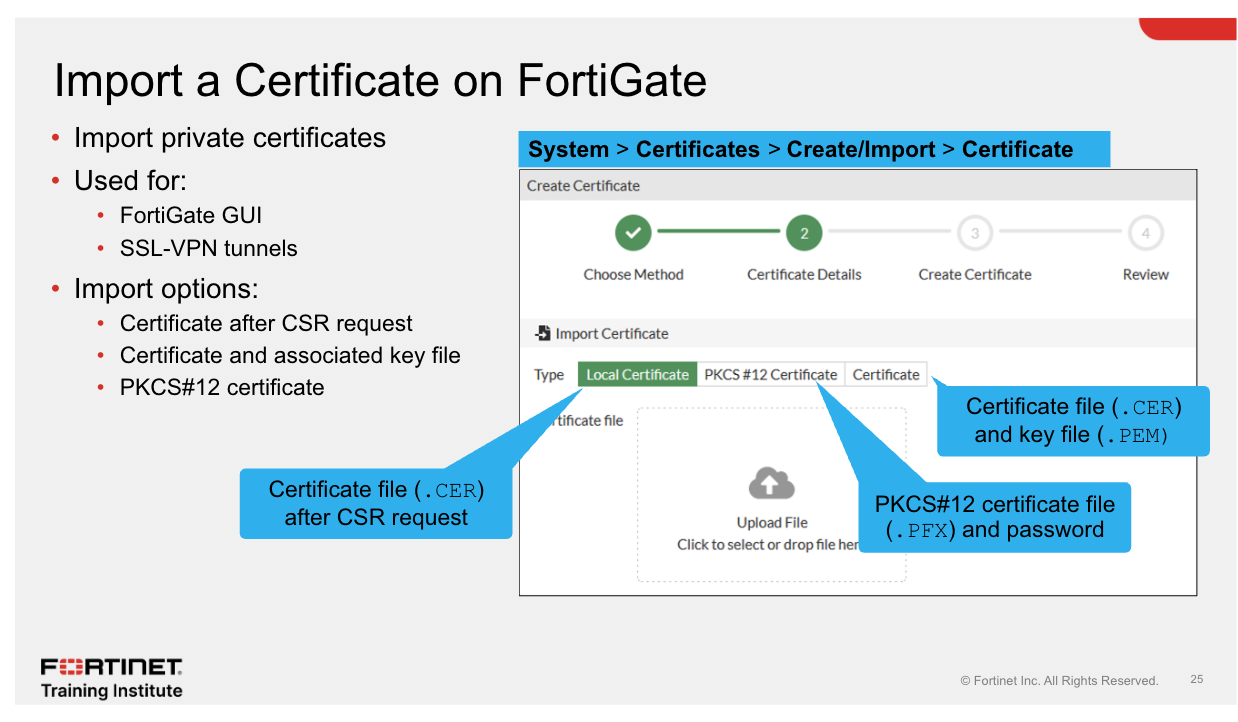 Import a Certificate on FortiGate
• Import private certificates
• Used for:
• FortiGate GUI
• SSL-VPN tunnels
• Import options:
• Certificate after CSR request
• Certificate and associated key file
• PKCS#12 certificate
System > Certificates > Create/Import > Certificate
Create Certificate
2
3
4
Choose Method
Certificate Details
Create Certificate
Review
Import Certificate
Type
Local Certificate
PKCS #12 Certificate
Certificate
Certificate file (.CER)
and key file (.PEM)
rtificate file
Certificate file (.CER)
after CSR request
Upload File
Click to select or drop file her
PKCS#12 certificate file
(.PFX) and password
FORTINET
Training Institute
© Fortinet Inc. All Rights Reserved.
25